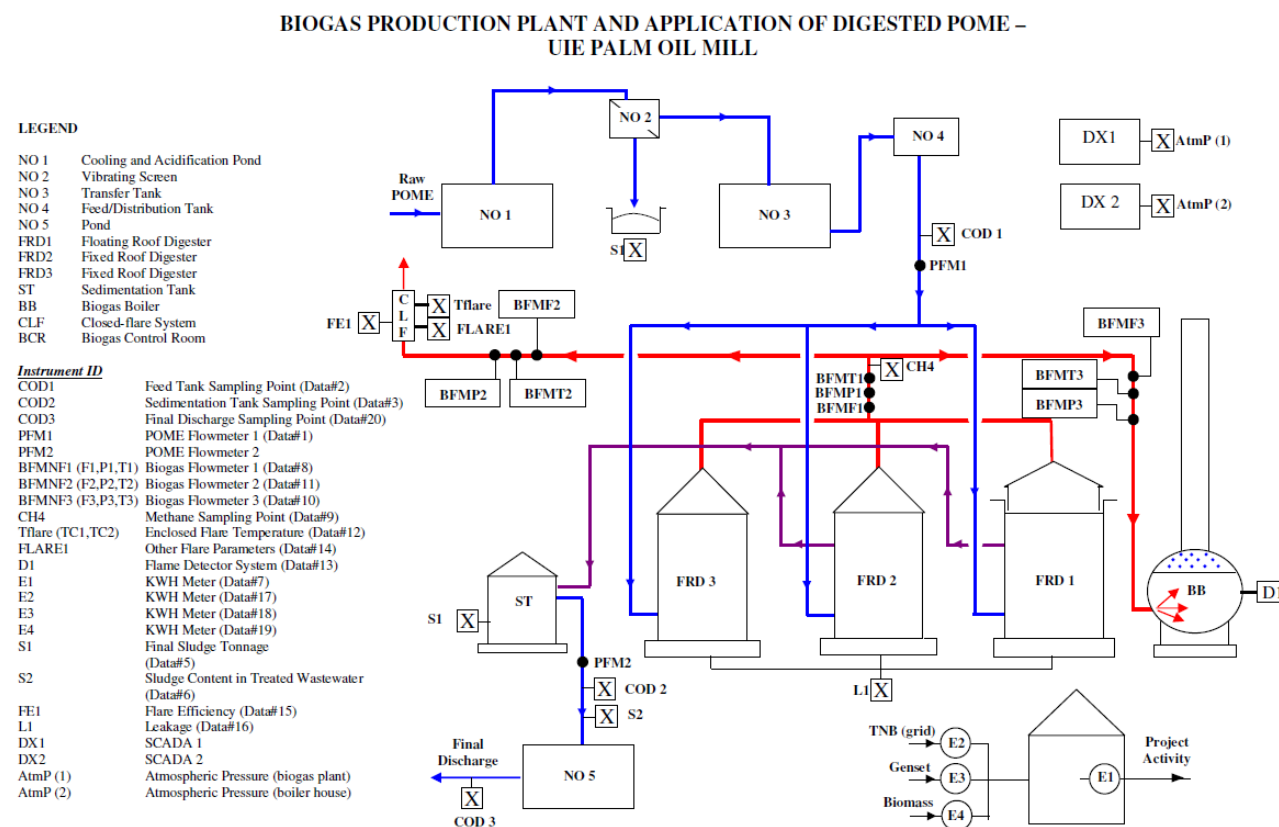 BIOGAS PRODUCTION PLANT AND APPLICATION OF DIGESTED POME –
UIE PALM OIL MILL
LEGEND
NO 1 Cooling and Acidification Pond
NO 2 Vibrating Screen
NO 3 Transfer Tank
NO 4 Feed/Distribution Tank
NO 5 Pond
FRD1 Floating Roof Digester
FRD2 Fixed Roof Digester
FRD3 Fixed Roof Digester
ST Sedimentation Tank
BB Biogas Boiler
CLF Closed-flare System
BCR Biogas Control Room
Instrument ID
COD1 Feed Tank Sampling Point (Data#2)
COD2 Sedimentation Tank Sampling Point (Data#3)
COD3 Final Discharge Sampling Point (Data#20)
PFM1 POME Flowmeter 1 (Data#1)
PFM2 POME Flowmeter 2
BFMNF1 (F1,P1,T1) Biogas Flowmeter 1 (Data#8)
BFMNF2 (F2,P2,T2) Biogas Flowmeter 2 (Data#11)
BFMNF3 (F3,P3,T3) Biogas Flowmeter 3 (Data#10)
CH4 Methane Sampling Point (Data#9)
Tflare (TC1,TC2) Enclosed Flare Temperature (Data#12)
FLARE1 Other Flare Parameters (Data#14)
D1 Flame Detector System (Data#13)
E1 KWH Meter (Data#7)
E2 KWH Meter (Data#17)
E3 KWH Meter (Data#18)
E4 KWH Meter (Data#19)
S1 Final Sludge Tonnage
(Data#5)
S2 Sludge Content in Treated Wastewater
(Data#6)
FE1 Flare Efficiency (Data#15)
L1 Leakage (Data#16)
DX1 SCADA 1
DX2 SCADA 2
AtmP (1) Atmospheric Pressure (biogas plant)
AtmP (2) Atmospheric Pressure (boiler house)
Raw
POME
NO 1
NO 2
S1 X
NO 3
NO 4
X COD 1
PFM1
DX1 X AtmP (1)
DX 2 X AtmP (2)
C
L
F
FE1 X
X Tflare
X FLARE1
BFMF2
BFMP2
BFMT2
X CH4
BFMT1
BFMP1
BFMF1
BFMF3
BFMT3
BFMP3
FRD 3
FRD 2
FRD 1
BB
D1
ST
S1 X
PFM2
X COD 2
X S2
L1 X
NO 5
Final
Discharge
X
COD 3
TNB (grid) E2
Genset E3
Biomass E4
E1
Project
Activity